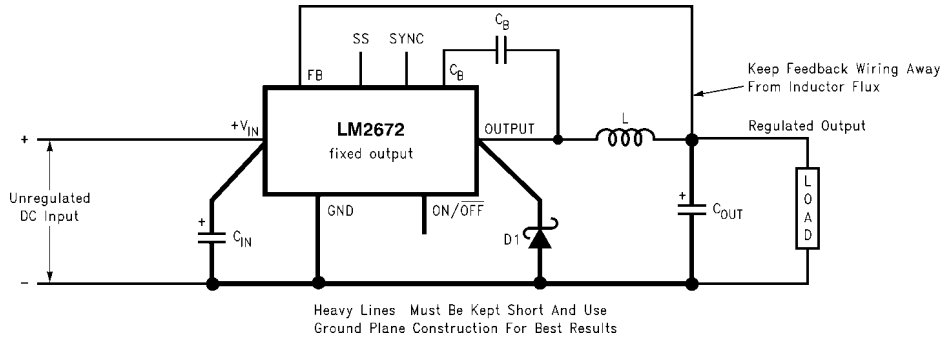 C_B
SS SYNC
FB
C_B
Keep Feedback Wiring Away
From Inductor Flux
+V_IN
LM2672
fixed output
OUTPUT
L
Regulated Output
+
Unregulated
DC Input
-
GND
ON/O̅F̅F̅
+
C_IN
D1
+
C_OUT
LOAD
Heavy Lines Must Be Kept Short And Use
Ground Plane Construction For Best Results